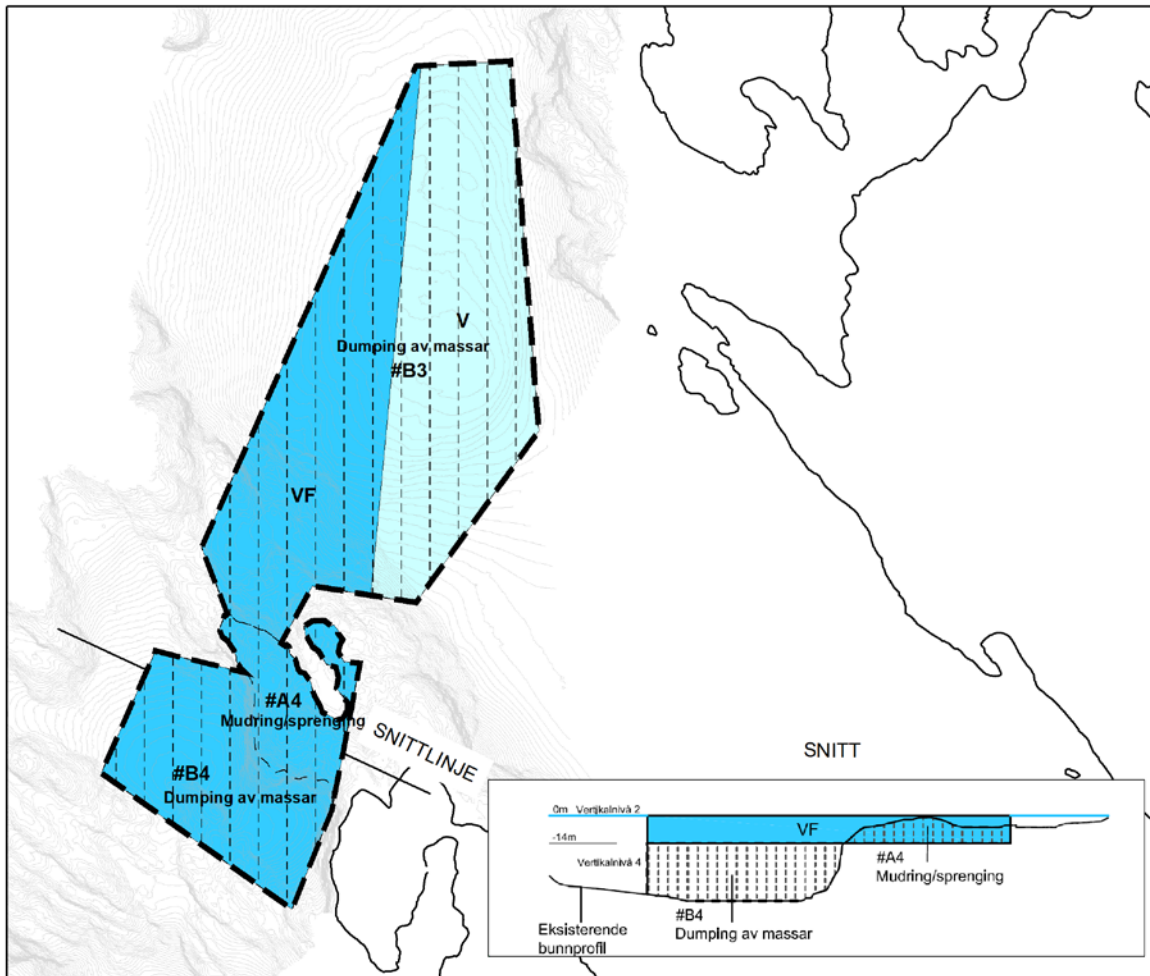 V
Dumping av massar
#B3
VF
#A4
Mudring/sprenging
#B4
Dumping av massar
SNITTLINJE
SNITT
0m Vertikalnivå 2
VF
-14m
Vertikalnivå 4
#A4
Mudring/sprenging
#B4
Dumping av massar
Eksisterende
bunnprofil